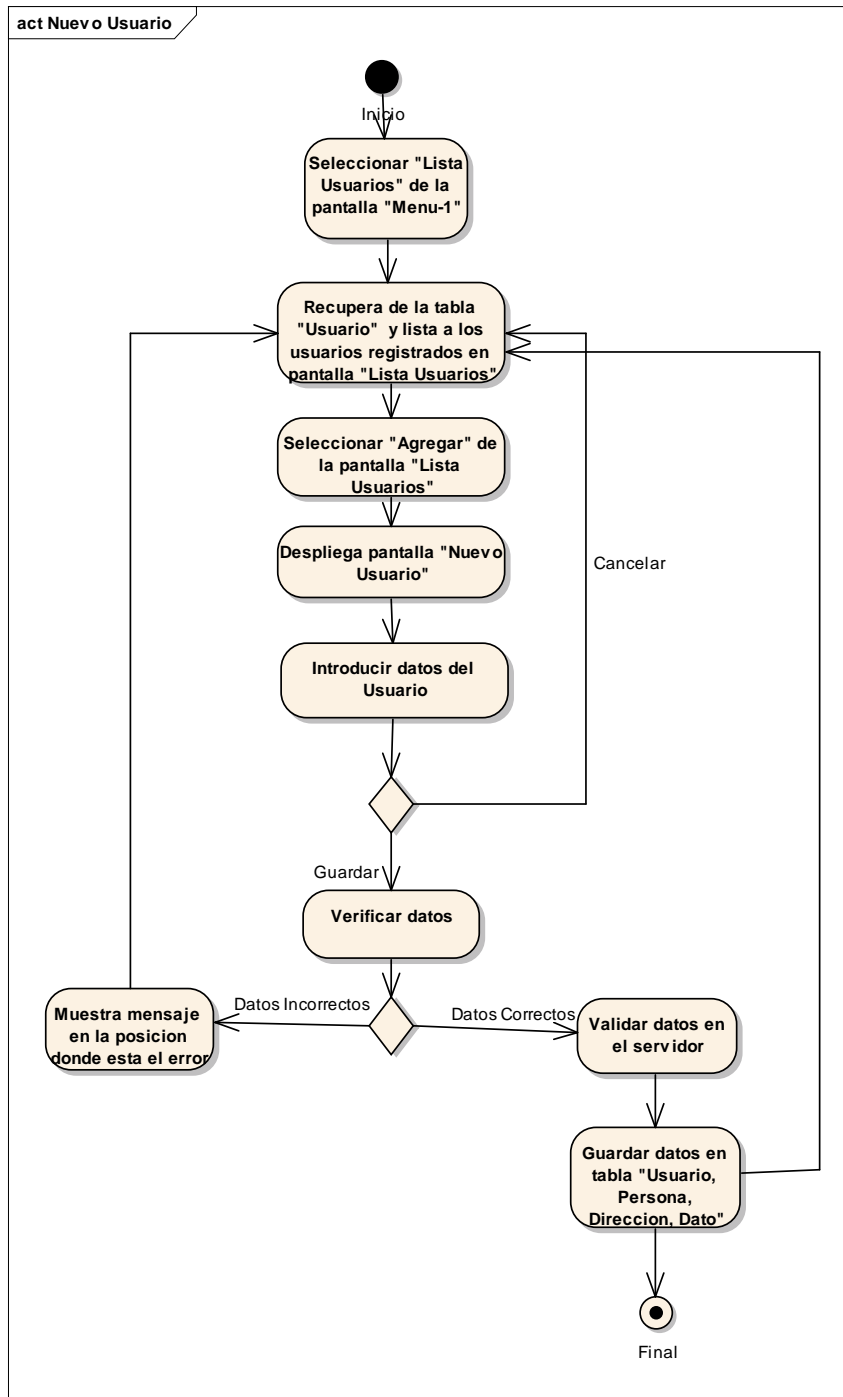 act Nuevo Usuario
Inicio
Seleccionar "Lista
Usuarios" de la
pantalla "Menu-1"
Recupera de la tabla
"Usuario" y lista a los
usuarios registrados en
pantalla "Lista Usuarios"
Seleccionar "Agregar" de
la pantalla "Lista
Usuarios"
Despliega pantalla "Nuevo
Usuario"
Cancelar
Introducir datos del
Usuario
Guardar
Verificar datos
Datos Incorrectos
Datos Correctos
Muestra mensaje
en la posicion
donde esta el error
Validar datos en
el servidor
Guardar datos en
tabla "Usuario,
Persona,
Direccion, Dato"
Final